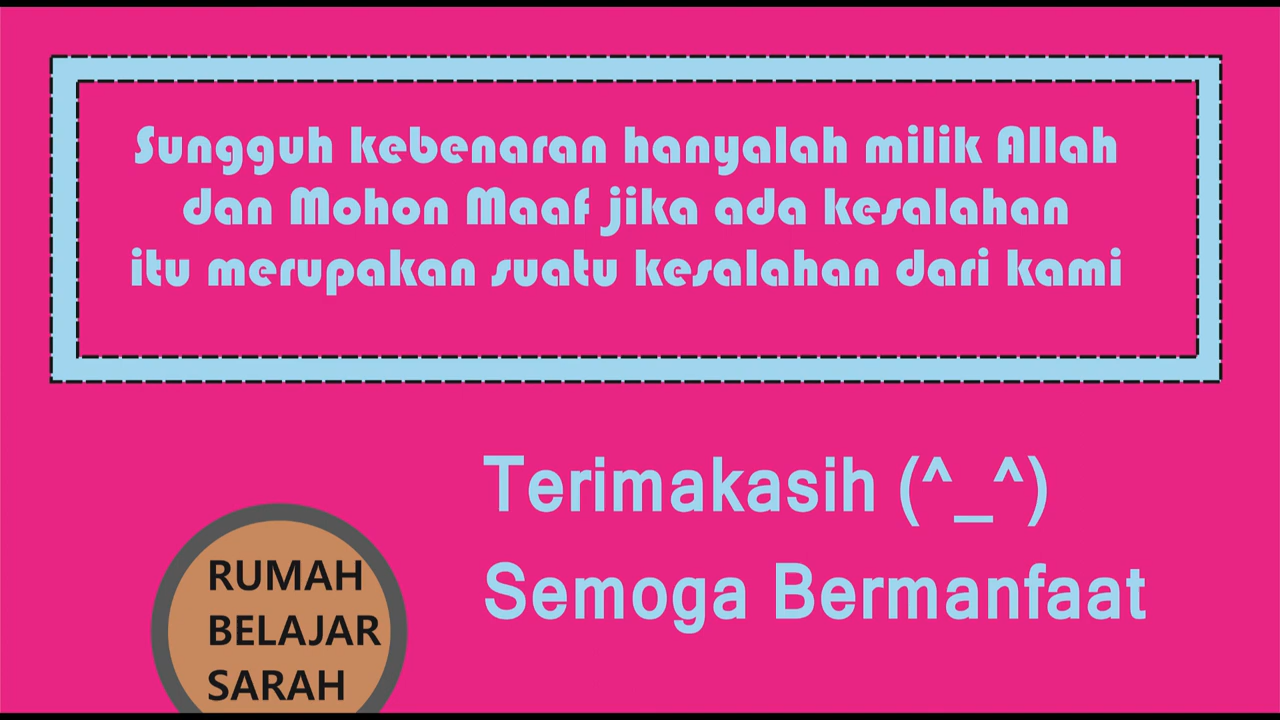 Sungguh kebenaran hanyalah milik Allah
dan Mohon Maaf jika ada kesalahan
itu merupakan suatu kesalahan dari kami
Terimakasih (^_^)
Semoga Bermanfaat
RUMAH
BELAJAR
SARAH